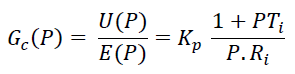 G_c(P) = U(P)/E(P) = K_p (1 + PT_i)/(P.R_i)